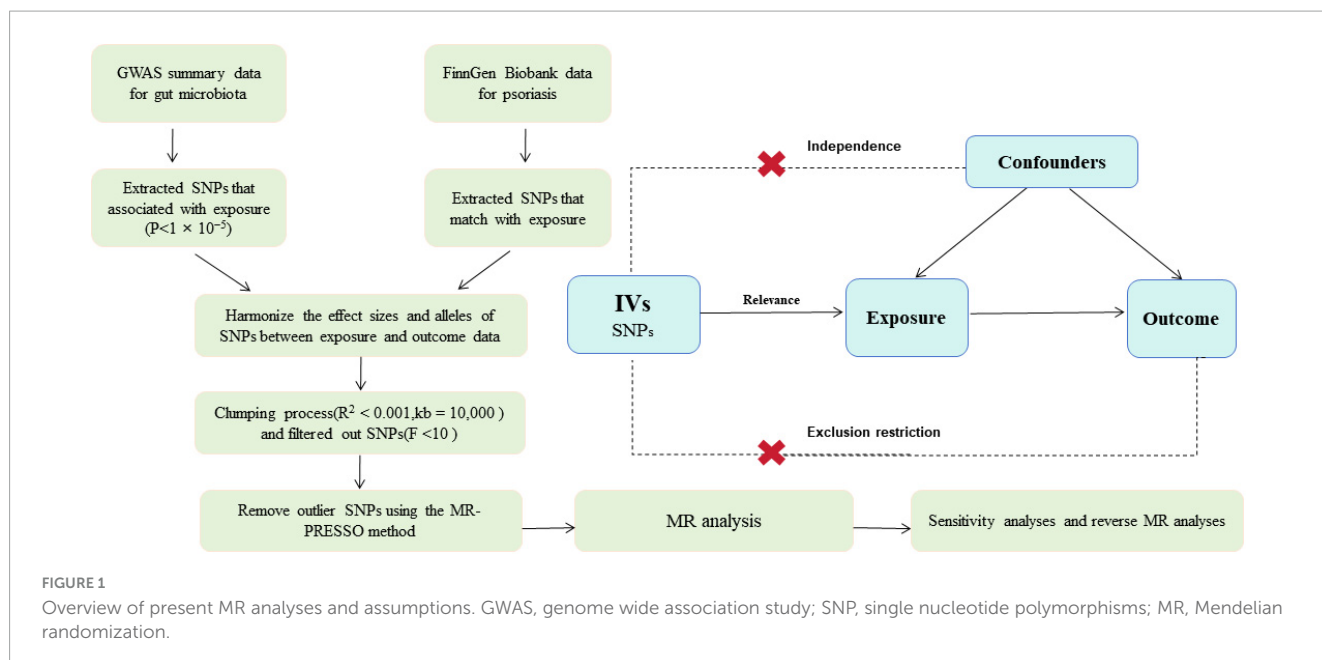 GWAS summary data
for gut microbiota
FinnGen Biobank data
for psoriasis
Extracted SNPs that
associated with exposure
(P<1 × 10⁻⁵)
Extracted SNPs that
match with exposure
Harmonize the effect sizes and alleles of
SNPs between exposure and outcome data
Clumping process(R² < 0.001,kb = 10,000 )
and filtered out SNPs(F <10 )
Remove outlier SNPs using the MR-
PRESSO method
MR analysis
Sensitivity analyses and reverse MR analyses
Independence
Confounders
IVs
SNPs
Relevance
Exposure
Outcome
Exclusion restriction
FIGURE 1
Overview of present MR analyses and assumptions. GWAS, genome wide association study; SNP, single nucleotide polymorphisms; MR, Mendelian
randomization.